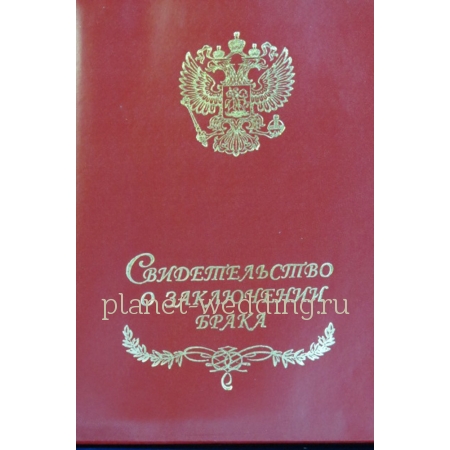 Свидетельство
о заключении
planet-wedding.ru
брака